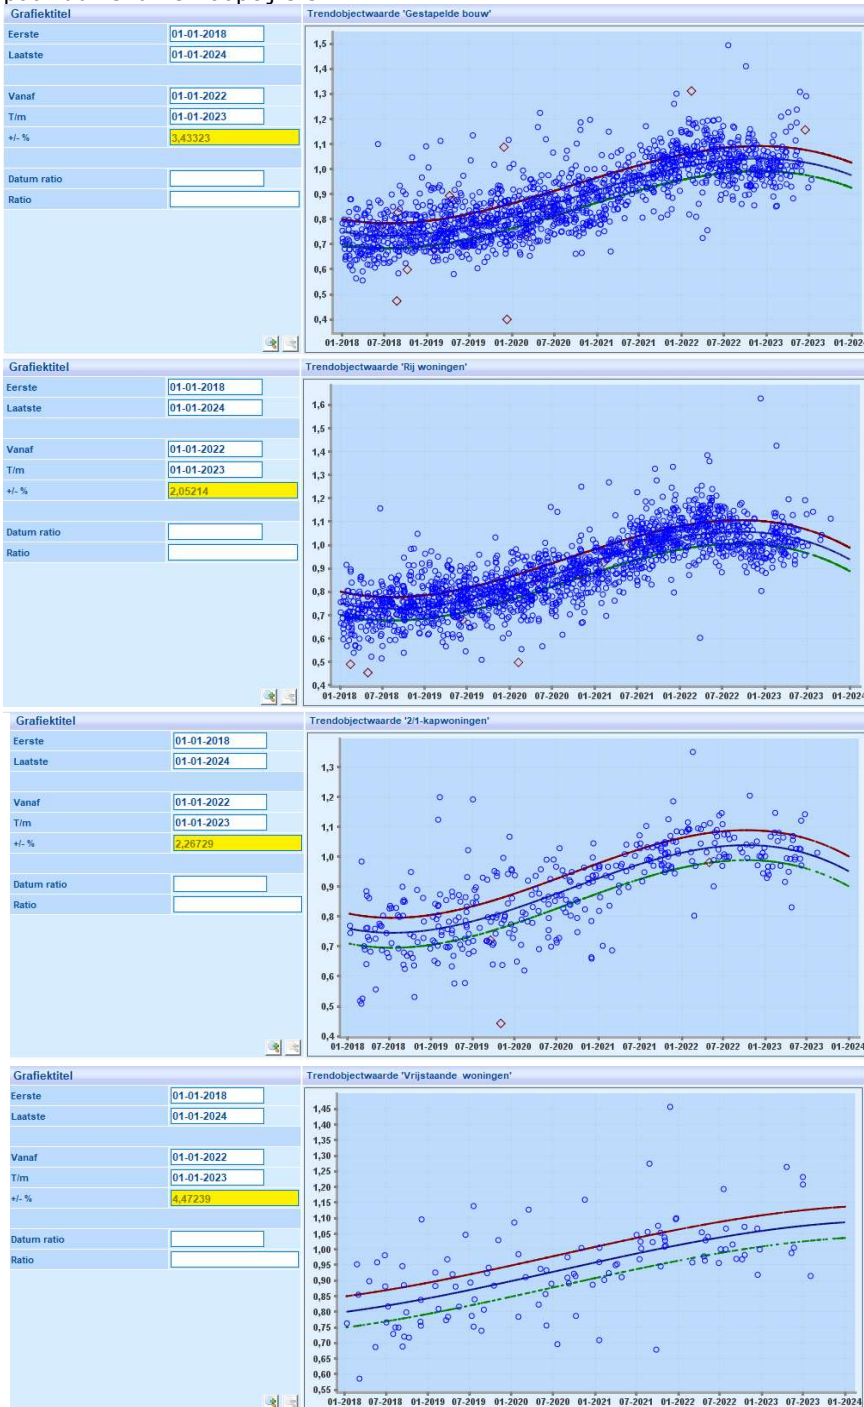 Grafiektitel
Trendobjectwaarde 'Gestapelde bouw'
Eerste 01-01-2018
Laatste 01-01-2024
Vanaf 01-01-2022
T/m 01-01-2023
+/- % 3,43323
Datum ratio
Ratio
1,5
1,4
1,3
1,2
1,1
1,0
0,9
0,8
0,7
0,6
0,5
0,4
01-2018 07-2018 01-2019 07-2019 01-2020 07-2020 01-2021 07-2021 01-2022 07-2022 01-2023 07-2023 01-202
Grafiektitel
Trendobjectwaarde 'Rij woningen'
Eerste 01-01-2018
Laatste 01-01-2024
Vanaf 01-01-2022
T/m 01-01-2023
+/- % 2,05214
Datum ratio
Ratio
1,6
1,5
1,4
1,3
1,2
1,1
1,0
0,9
0,8
0,7
0,6
0,5
0,4
01-2018 07-2018 01-2019 07-2019 01-2020 07-2020 01-2021 07-2021 01-2022 07-2022 01-2023 07-2023 01-2024
Grafiektitel
Trendobjectwaarde '2/1-kapwoningen'
Eerste 01-01-2018
Laatste 01-01-2024
Vanaf 01-01-2022
T/m 01-01-2023
+/- % 2,26729
Datum ratio
Ratio
1,3
1,2
1,1
1,0
0,9
0,8
0,7
0,6
0,5
0,4
01-2018 07-2018 01-2019 07-2019 01-2020 07-2020 01-2021 07-2021 01-2022 07-2022 01-2023 07-2023 01-2024
Grafiektitel
Trendobjectwaarde 'Vrijstaande woningen'
Eerste 01-01-2018
Laatste 01-01-2024
Vanaf 01-01-2022
T/m 01-01-2023
+/- % 4,47239
Datum ratio
Ratio
1,45
1,40
1,35
1,30
1,25
1,20
1,15
1,10
1,05
1,00
0,95
0,90
0,85
0,80
0,75
0,70
0,65
0,60
0,55
01-2018 07-2018 01-2019 07-2019 01-2020 07-2020 01-2021 07-2021 01-2022 07-2022 01-2023 07-2023 01-2024